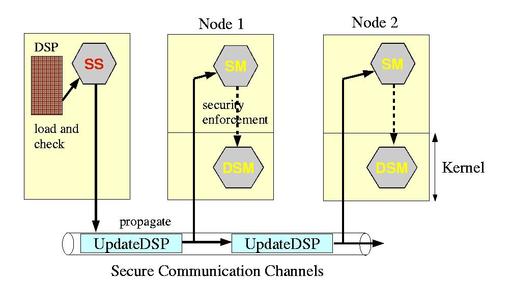 Node 1
Node 2
DSP
SS
SM
SM
load and
check
security
enforcement
DSM
DSM
Kernel
propagate
UpdateDSP
UpdateDSP
Secure Communication Channels